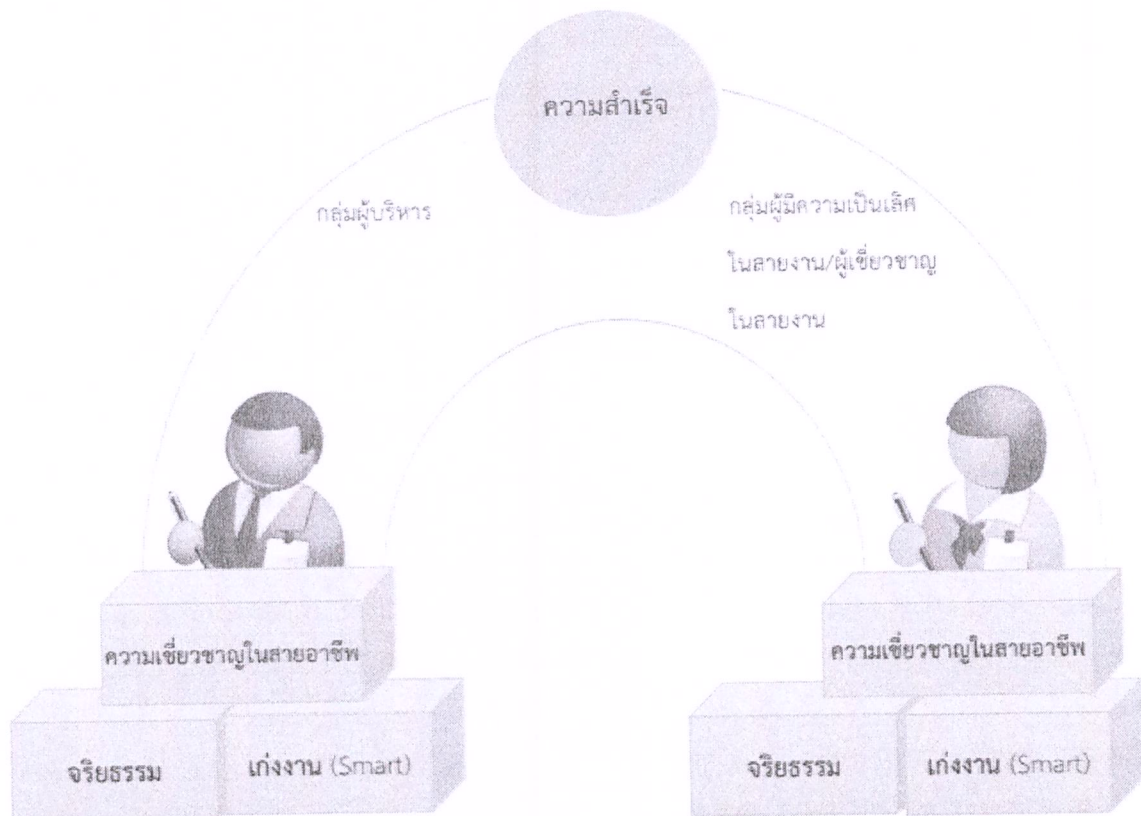 ความสำเร็จ
กลุ่มผู้บริหาร
กลุ่มผู้มีความเป็นเลิศ
ในสายงาน/ผู้เชี่ยวชาญ
ในสายงาน
ความเชี่ยวชาญในสายอาชีพ
จริยธรรม
เก่งงาน (Smart)
ความเชี่ยวชาญในสายอาชีพ
จริยธรรม
เก่งงาน (Smart)